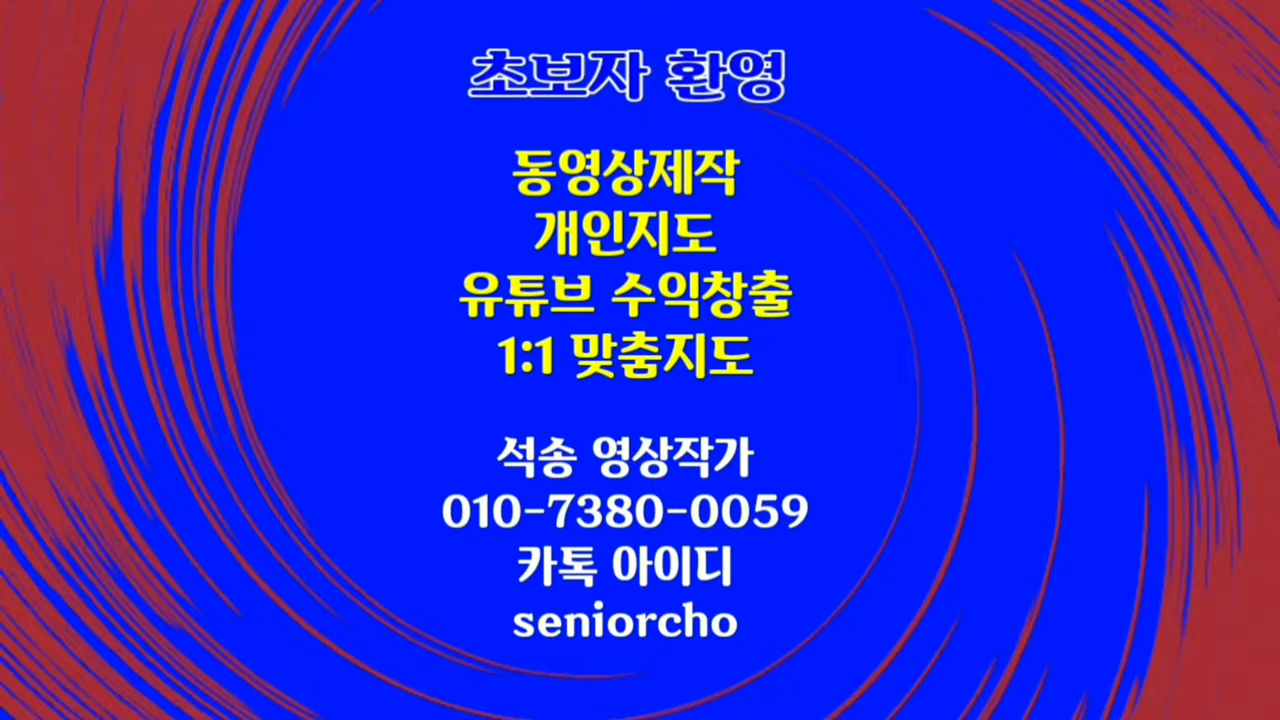 초보자 환영
동영상제작
개인지도
유튜브 수익창출
1:1 맞춤지도
석송 영상작가
010-7380-0059
카톡 아이디
seniorcho